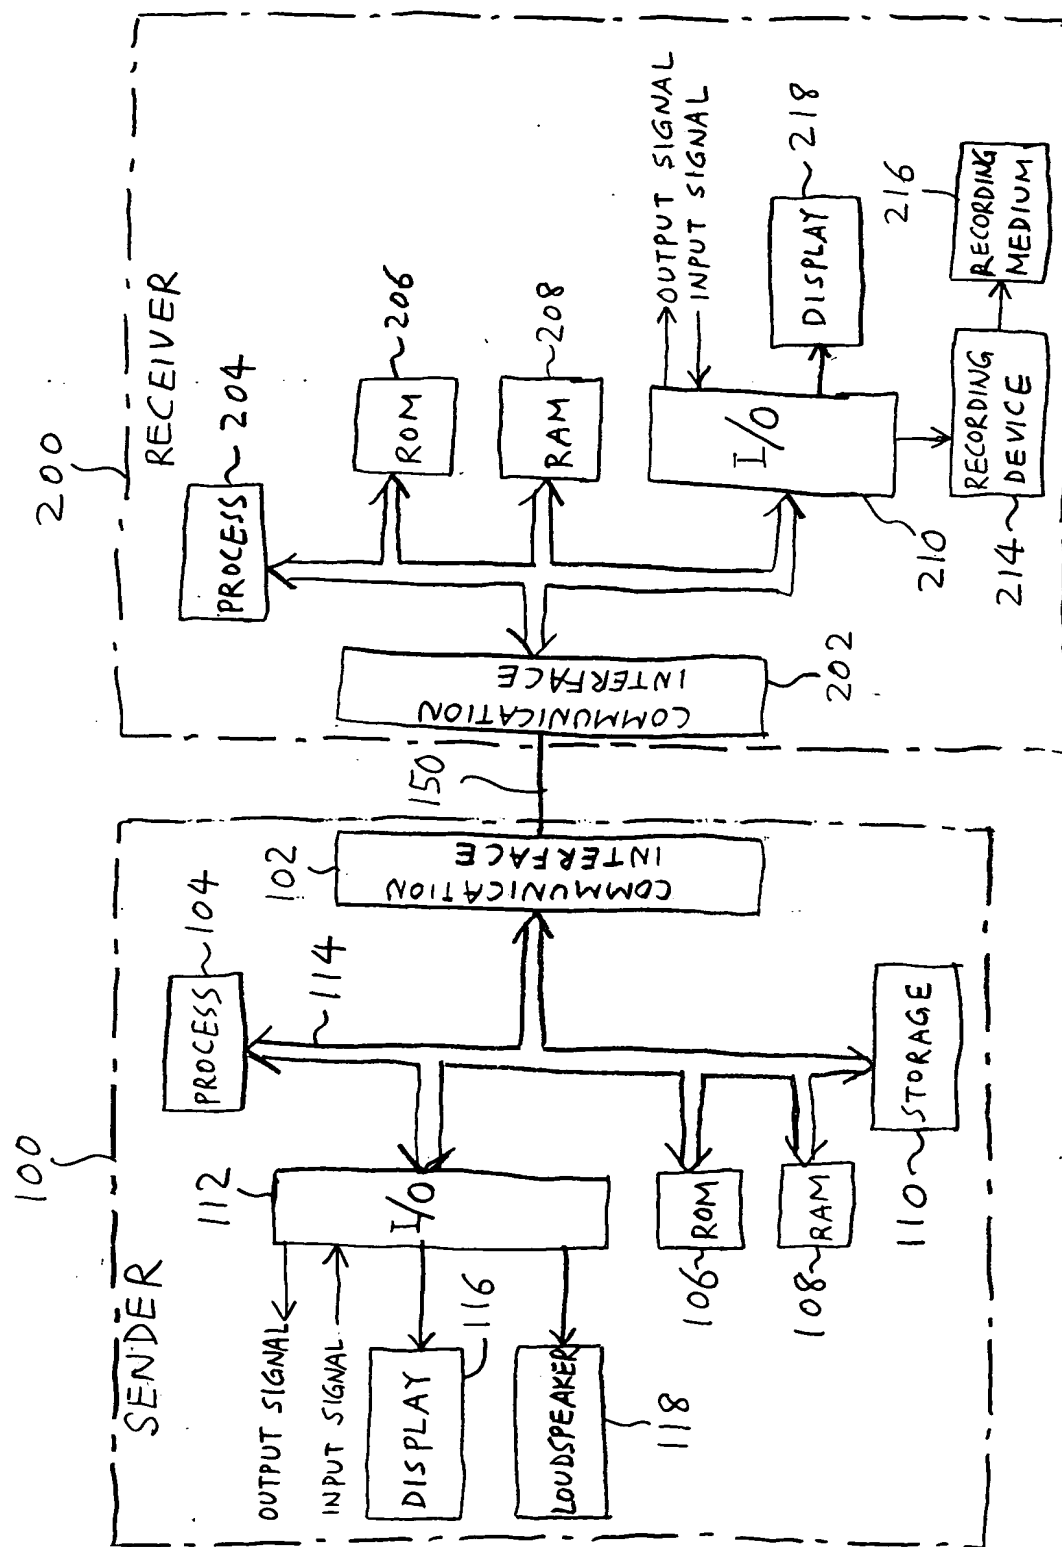 100
SENDER
OUTPUT SIGNAL
INPUT SIGNAL
112
I/O
DISPLAY
116
LOUDSPEAKER
118
PROCESS
104
114
106
ROM
108
RAM
110
STORAGE
102
COMMUNICATION
INTERFACE
150
200
RECEIVER
PROCESS
204
COMMUNICATION
INTERFACE
202
ROM
206
RAM
208
I/O
210
OUTPUT SIGNAL
INPUT SIGNAL
DISPLAY
218
RECORDING
DEVICE
214
RECORDING
MEDIUM
216